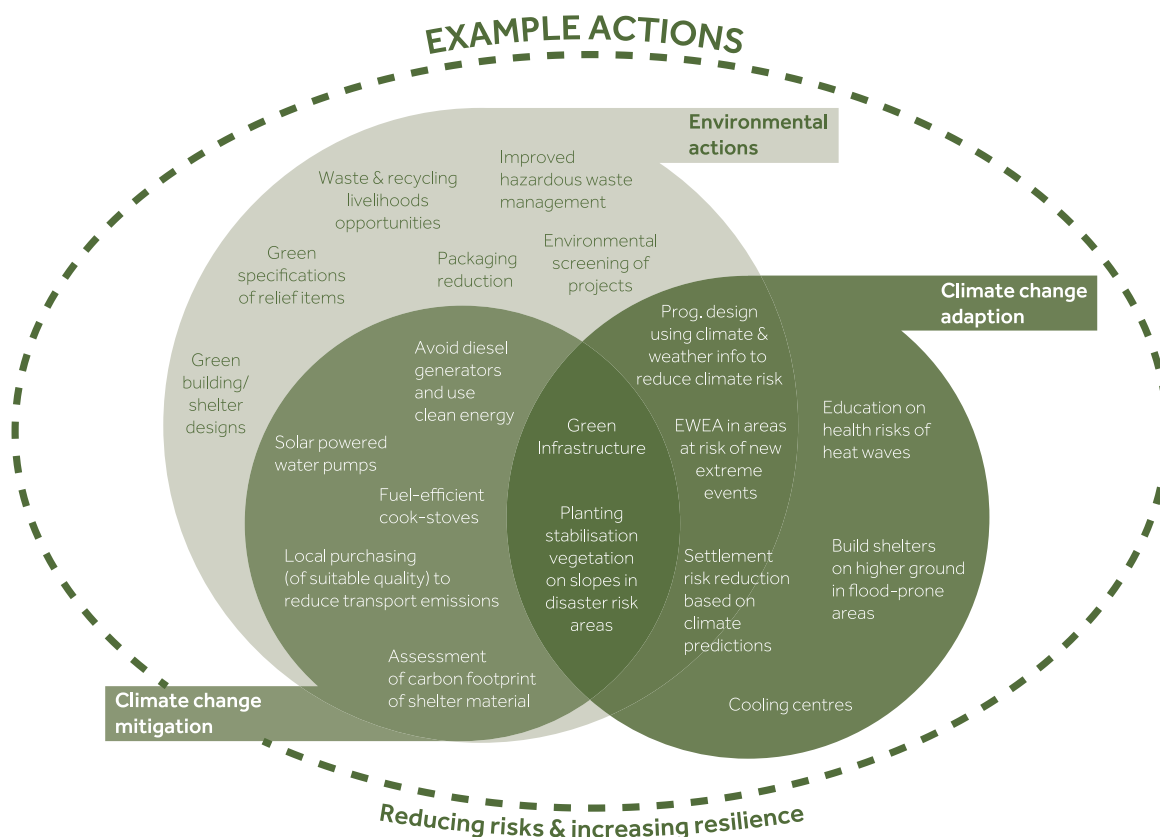 EXAMPLE ACTIONS
Environmental
actions
Improved
hazardous waste
management
Waste & recycling
livelihoods
opportunities
Environmental
screening of
projects
Packaging
reduction
Green
specifications
of relief items
Green
building/
shelter
designs
Climate change
adaption
Prog. design
using climate &
weather info to
reduce climate risk
Avoid diesel
generators
and use
clean energy
Green
Infrastructure
EWEA in areas
at risk of new
extreme
events
Education on
health risks of
heat waves
Solar powered
water pumps
Fuel-efficient
cook-stoves
Planting
stabilisation
vegetation
on slopes in
disaster risk
areas
Local purchasing
(of suitable quality) to
reduce transport emissions
Settlement
risk reduction
based on
climate
predictions
Build shelters
on higher ground
in flood-prone
areas
Assessment
of carbon footprint
of shelter material
Cooling centres
Climate change
mitigation
Reducing risks & increasing resilience